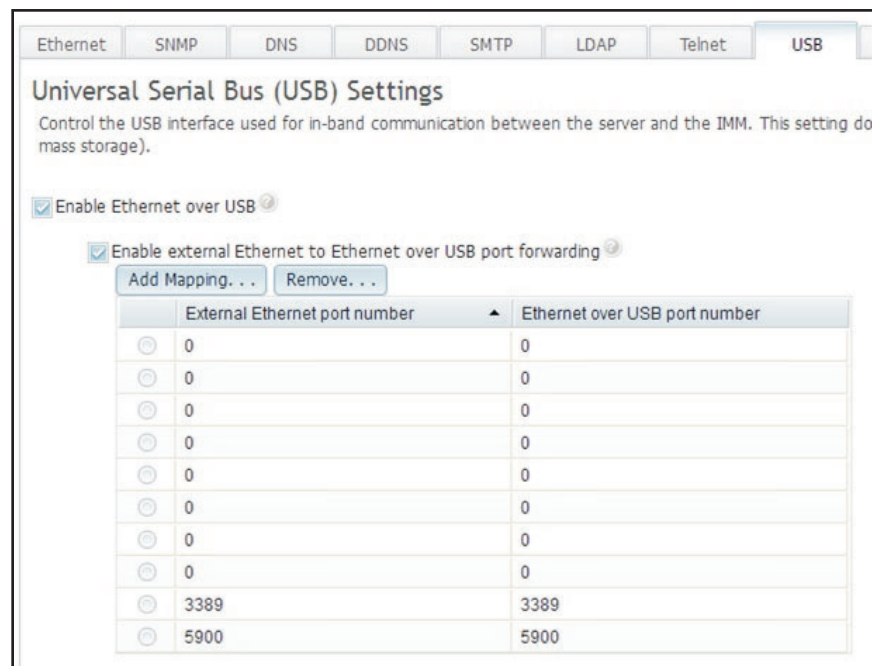 Ethernet SNMP DNS DDNS SMTP LDAP Telnet USB
Universal Serial Bus (USB) Settings
Control the USB interface used for in-band communication between the server and the IMM. This setting do
mass storage).
Enable Ethernet over USB
Enable external Ethernet to Ethernet over USB port forwarding
Add Mapping. . . Remove. . .
External Ethernet port number Ethernet over USB port number
0 0
0 0
0 0
0 0
0 0
0 0
0 0
0 0
3389 3389
5900 5900